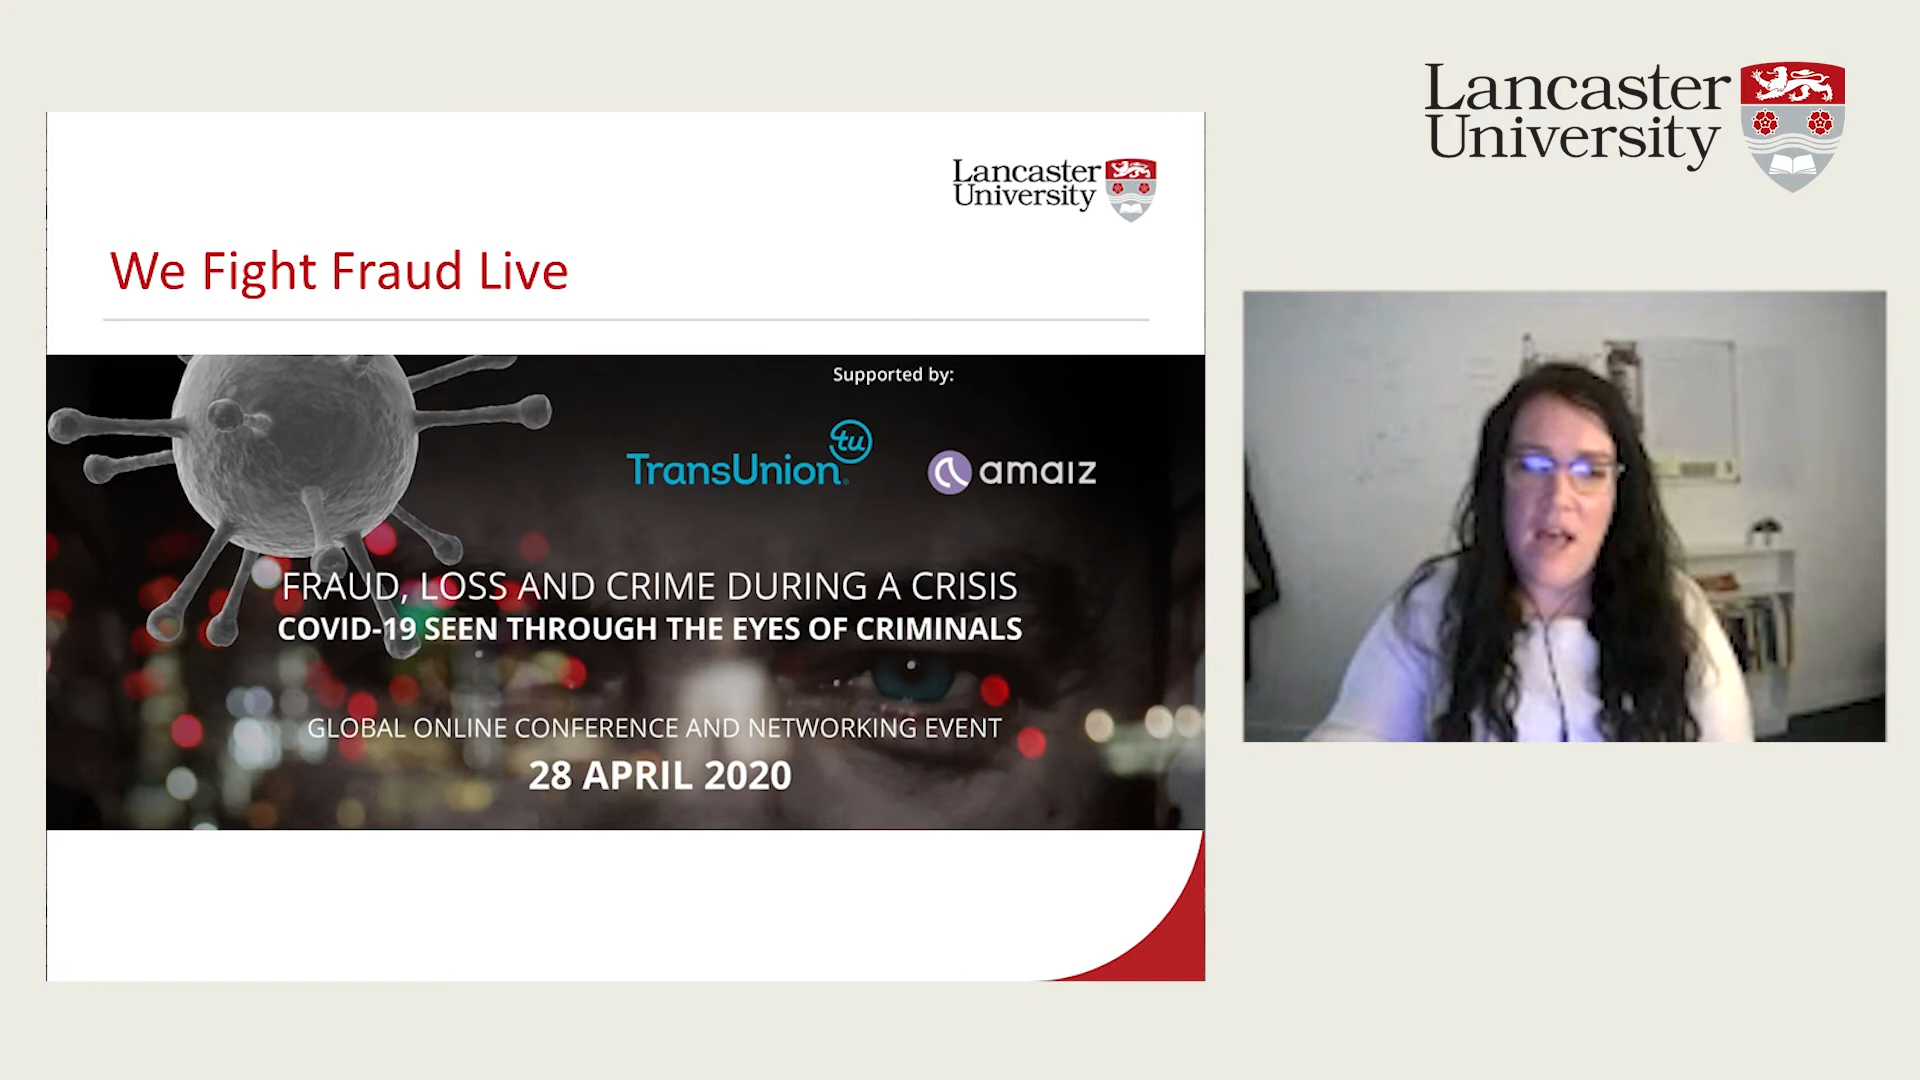 Lancaster
University
Lancaster
University
We Fight Fraud Live
Supported by:
TransUnion®
tu
amaiz
FRAUD, LOSS AND CRIME DURING A CRISIS
COVID-19 SEEN THROUGH THE EYES OF CRIMINALS
GLOBAL ONLINE CONFERENCE AND NETWORKING EVENT
28 APRIL 2020